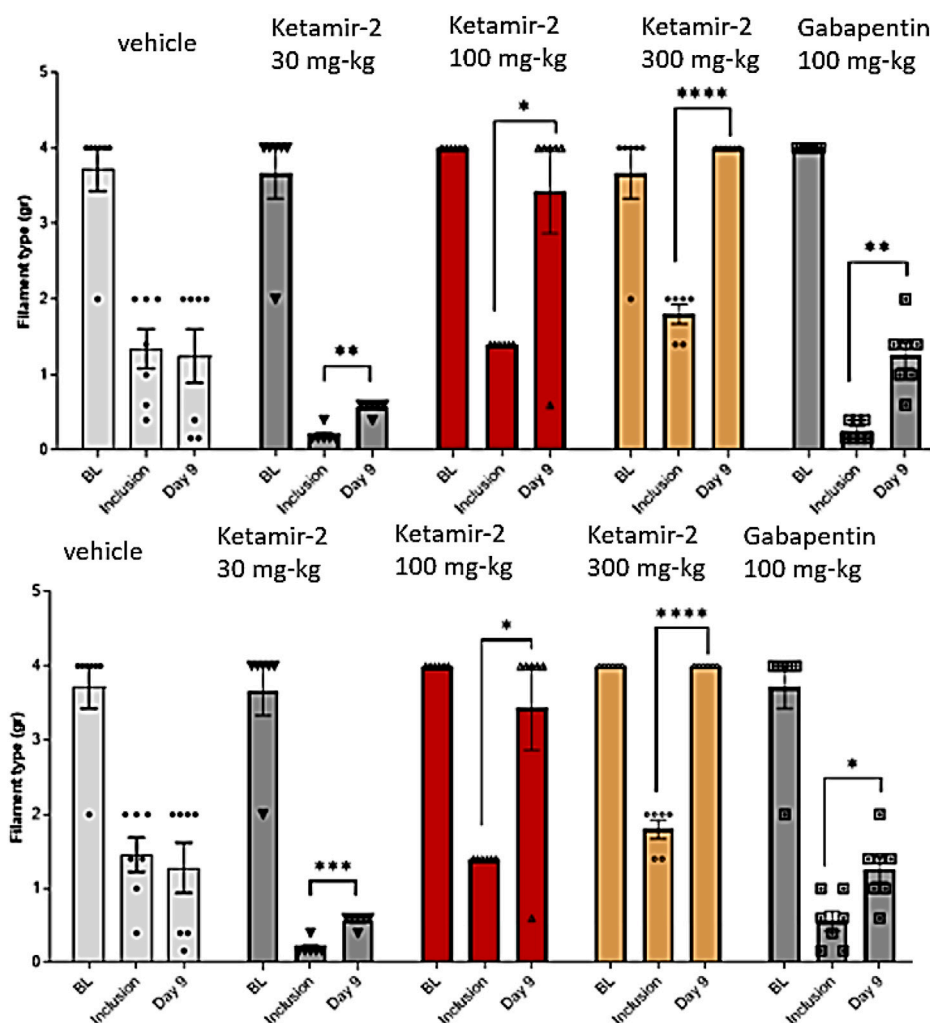 vehicle
Ketamir-2
30 mg-kg
Ketamir-2
100 mg-kg
Ketamir-2
300 mg-kg
Gabapentin
100 mg-kg
Filament type (gr)
5
4
3
2
1
0
*
****
**
**
BL
Inclusion
Day 9
BL
Inclusion
Day 9
BL
Inclusion
Day 9
BL
Inclusion
Day 9
BL
Inclusion
Day 9
vehicle
Ketamir-2
30 mg-kg
Ketamir-2
100 mg-kg
Ketamir-2
300 mg-kg
Gabapentin
100 mg-kg
Filament type (gr)
5
4
3
2
1
0
*
****
*
***
BL
Inclusion
Day 9
BL
Inclusion
Day 9
BL
Inclusion
Day 9
BL
Inclusion
Day 9
BL
Inclusion
Day 9